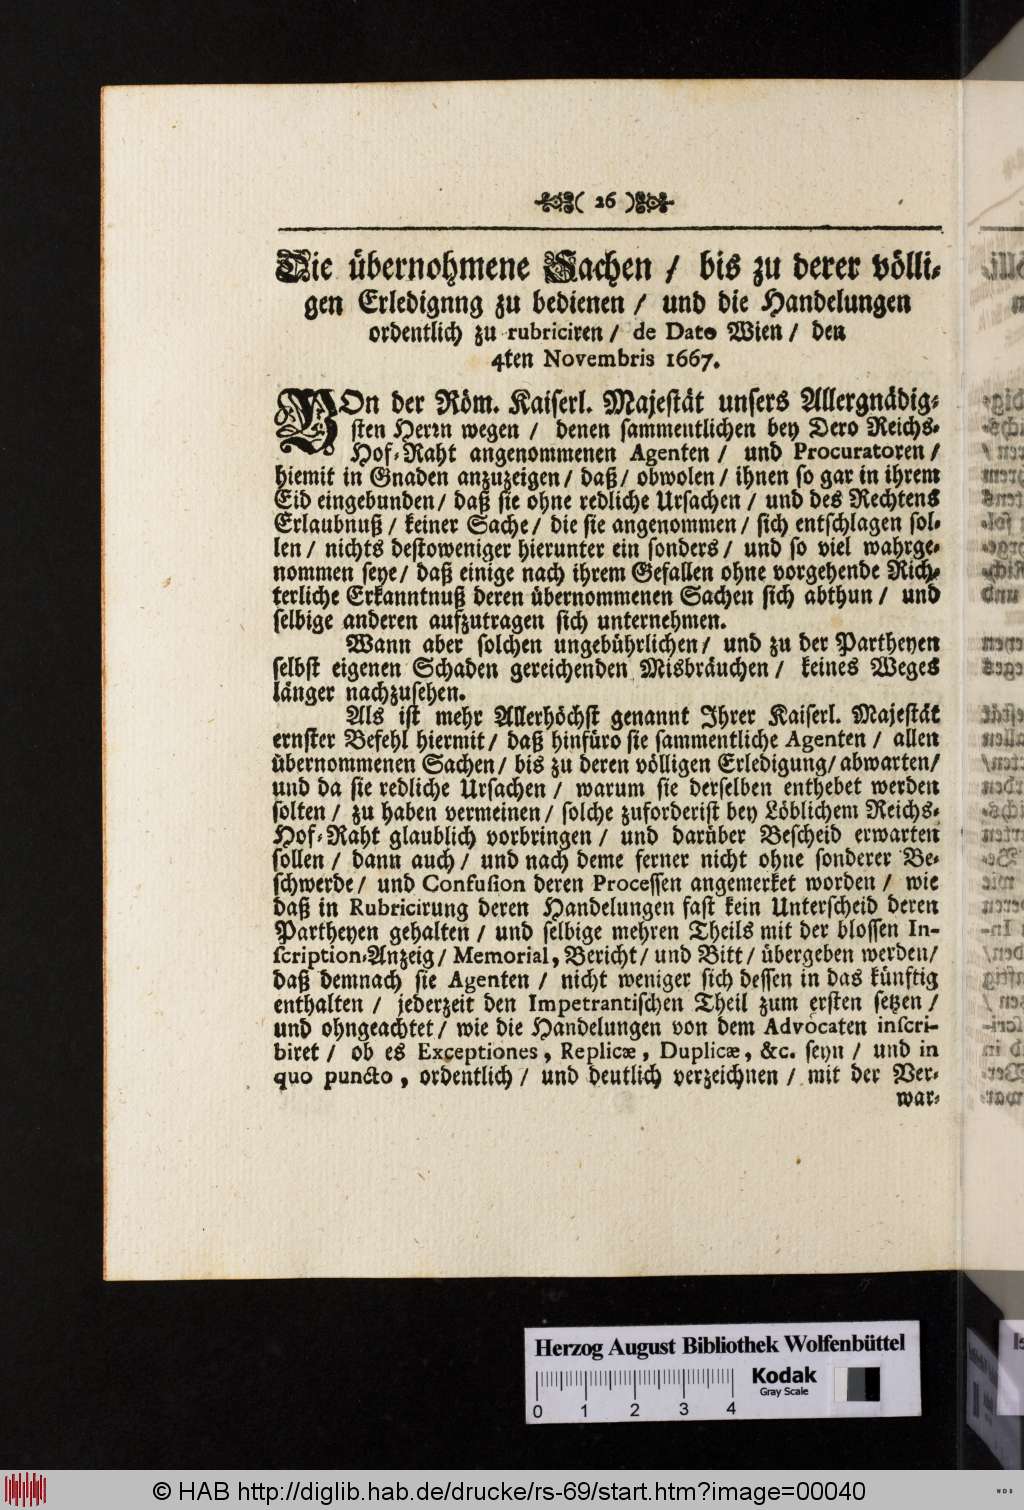 ( 26 )
Die übernohmene Sachen / bis zu derer völli-
gen Erledignng zu bedienen / und die Handelungen
ordentlich zu rubriciren / de Dato Wien / den
4ten Novembris 1667.
VOn der Röm. Kaiserl. Majestät unsers Allergnädig-
sten Herrn wegen / denen sammentlichen bey Dero Reichs-
Hof-Raht angenommenen Agenten / und Procuratoren /
hiemit in Gnaden anzuzeigen / daß / obwolen / ihnen so gar in ihrem
Eid eingebunden / daß sie ohne redliche Ursachen / und des Rechtens
Erlaubnuß / keiner Sache / die sie angenommen / sich entschlagen sol-
len / nichts destoweniger hierunter ein sonders / und so viel wahrge-
nommen seye / daß einige nach ihrem Gefallen ohne vorgehende Rich-
terliche Erkanntnuß deren übernommenen Sachen sich abthun / und
selbige anderen aufzutragen sich unternehmen.
Wann aber solchen ungebührlichen / und zu der Partheyen
selbst eigenen Schaden gereichenden Misbräuchen / keines Weges
länger nachzusehen.
Als ist mehr Allerhöchst genannt Ihrer Kaiserl. Majestät
ernster Befehl hiermit / daß hinfüro sie sammentliche Agenten / allen
übernommenen Sachen / bis zu deren völligen Erledigung / abwarten /
und da sie redliche Ursachen / warum sie derselben enthebet werden
solten / zu haben vermeinen / solche zuforderist bey Löblichem Reichs-
Hof-Raht glaublich vorbringen / und darüber Bescheid erwarten
sollen / dann auch / und nach deme ferner nicht ohne sonderer Be-
schwerde / und Confusion deren Processen angemerket worden / wie
daß in Rubricirung deren Handelungen fast kein Unterscheid deren
Partheyen gehalten / und selbige mehren Theils mit der blossen In-
scription-Anzeig / Memorial, Bericht / und Bitt / übergeben werden /
daß demnach sie Agenten / nicht weniger sich dessen in das künftig
enthalten / jederzeit den Impetrantischen Theil zum ersten setzen /
und ohngeachtet / wie die Handelungen von dem Advocaten inscri-
biret / ob es Exceptiones, Replicæ, Duplicæ, &c. seyn / und in
quo puncto, ordentlich / und deutlich verzeichnen / mit der Ver-
war-
Herzog August Bibliothek Wolfenbüttel
Kodak
Gray Scale
0 1 2 3 4
© HAB http://diglib.hab.de/drucke/rs-69/start.htm?image=00040